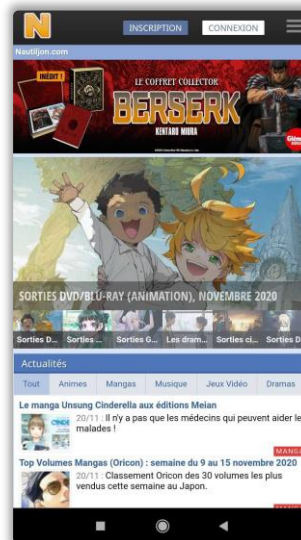 N
INSCRIPTION
CONNEXION
Nautiljon.com
INÉDIT !
LE COFFRET COLLECTOR
BERSERK
KENTARO MIURA
SORTIES DVD/BLU-RAY (ANIMATION), NOVEMBRE 2020
Sorties D... Sorties ... Sorties G... Les dram... Sorties ci... Sorties D
Actualités
Tout Animes Mangas Musique Jeux Vidéo Dramas
Le manga Unsung Cinderella aux éditions Meian
20/11 : Il n'y a pas que les médecins qui peuvent aider le
malades !
MANGA
Top Volumes Mangas (Oricon) : semaine du 9 au 15 novembre 2020
20/11 : Classement Oricon des 30 volumes les plus
vendus cette semaine au Japon.